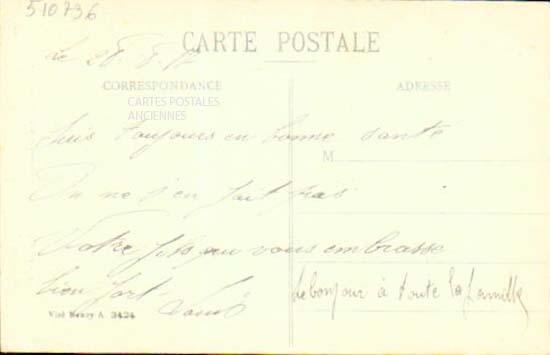 510736
CARTE POSTALE
Le 28.8.17
CORRESPONDANCE
ADRESSE
CARTES POSTALES
ANCIENNES
Suis toujours en bonne santé
M
On ne s'en fait pas
Votre fils qui vous embrasse
bien fort
Le bonjour à toute la famille
Visé Nancy A. 3424